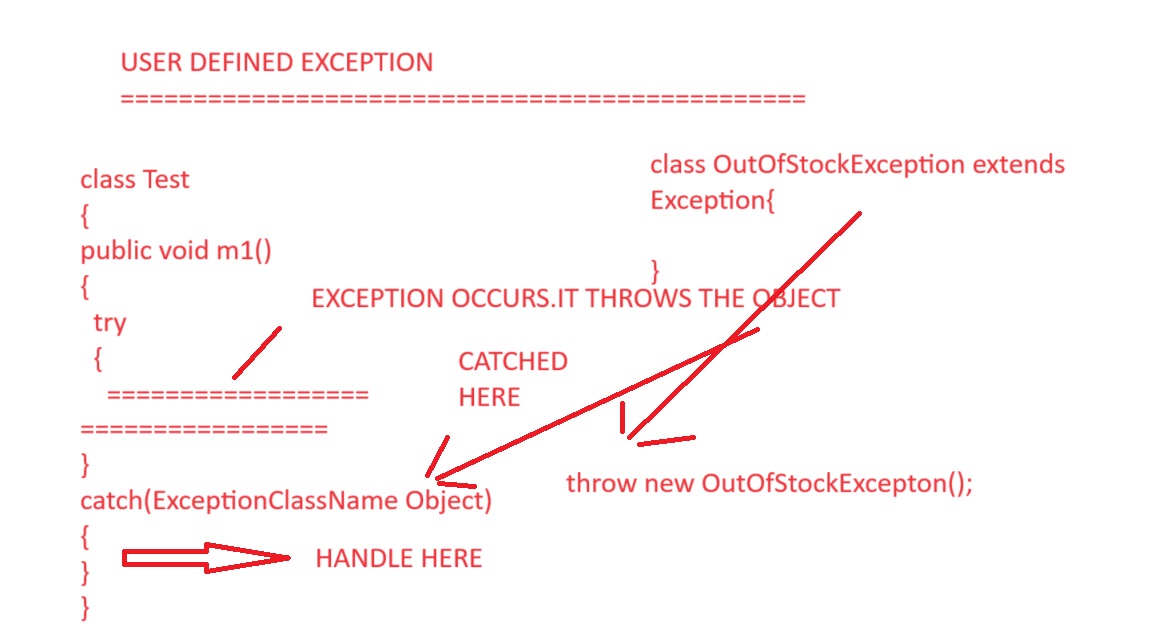 USER DEFINED EXCEPTION
===============================================
class Test
{
public void m1()
{
try
{
==================
=================
}
catch(ExceptionClassName Object)
{
}
}
class OutOfStockException extends
Exception{
}
EXCEPTION OCCURS.IT THROWS THE OBJECT
CATCHED
HERE
throw new OutOfStockExcepton();
HANDLE HERE